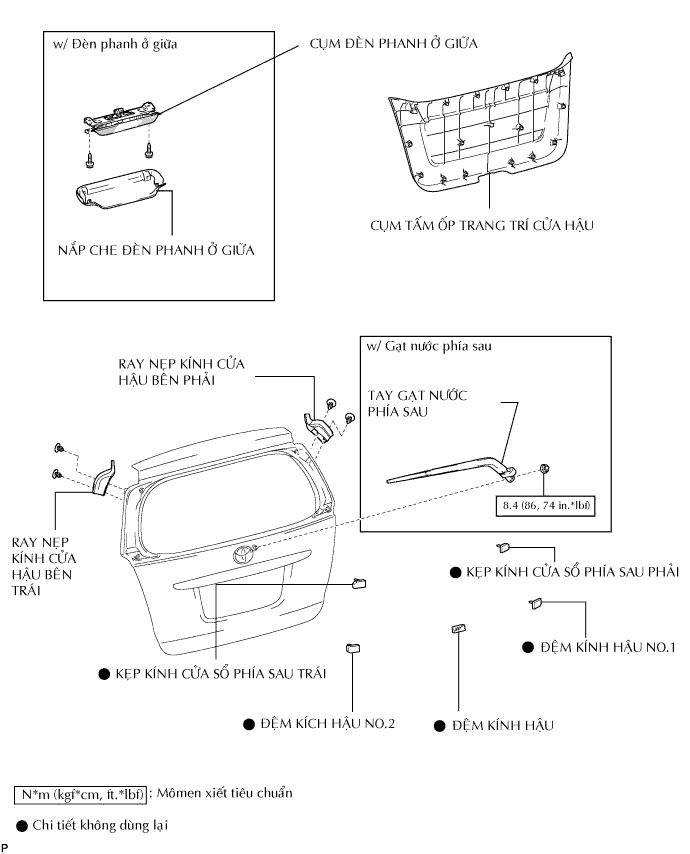 w/ Đèn phanh ở giữa
CỤM ĐÈN PHANH Ở GIỮA
NẮP CHE ĐÈN PHANH Ở GIỮA
CỤM TẤM ỐP TRANG TRÍ CỬA HẬU
w/ Gạt nước phía sau
RAY NẸP KÍNH CỬA
HẬU BÊN PHẢI
TAY GẠT NƯỚC
PHÍA SAU
8.4 (86, 74 in.*lbf)
RAY NẸP
KÍNH CỬA
HẬU BÊN
TRÁI
● KẸP KÍNH CỬA SỔ PHÍA SAU PHẢI
● ĐỆM KÍNH HẬU NO.1
● KẸP KÍNH CỬA SỔ PHÍA SAU TRÁI
● ĐỆM KÍCH HẬU NO.2
● ĐỆM KÍNH HẬU
N*m (kgf*cm, ft.*lbf) : Mômen xiết tiêu chuẩn
● Chi tiết không dùng lại
P